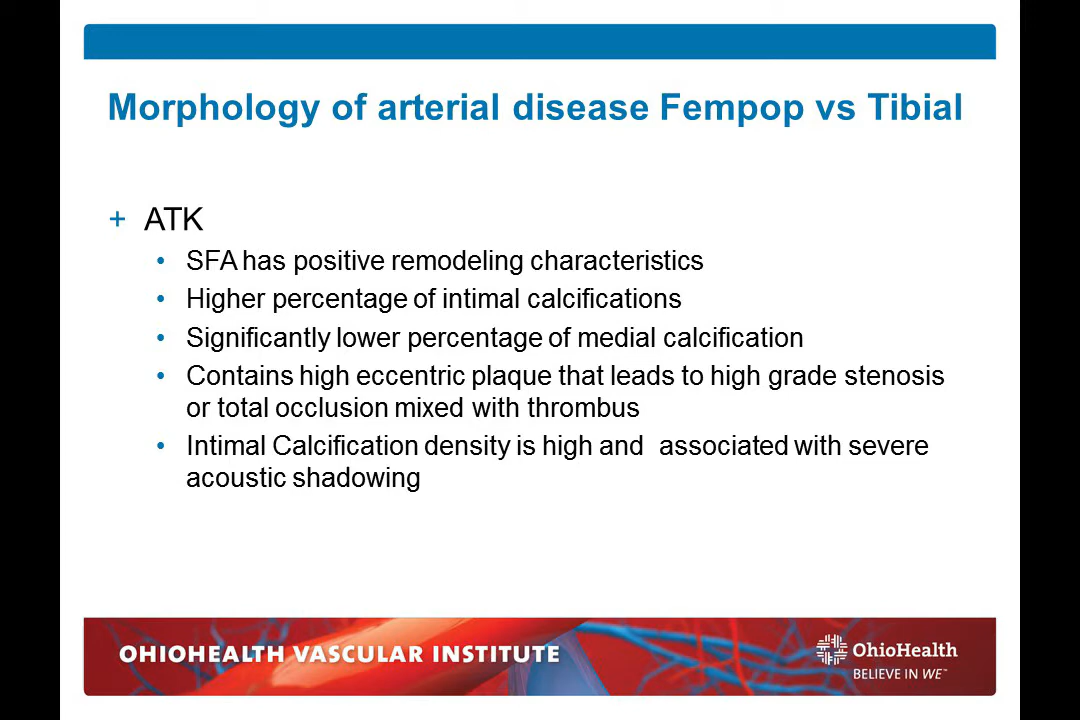 Morphology of arterial disease Fempop vs Tibial
+ ATK
• SFA has positive remodeling characteristics
• Higher percentage of intimal calcifications
• Significantly lower percentage of medial calcification
• Contains high eccentric plaque that leads to high grade stenosis
or total occlusion mixed with thrombus
• Intimal Calcification density is high and  associated with severe
acoustic shadowing
OHIOHEALTH VASCULAR INSTITUTE
OhioHealth
BELIEVE IN WE℠